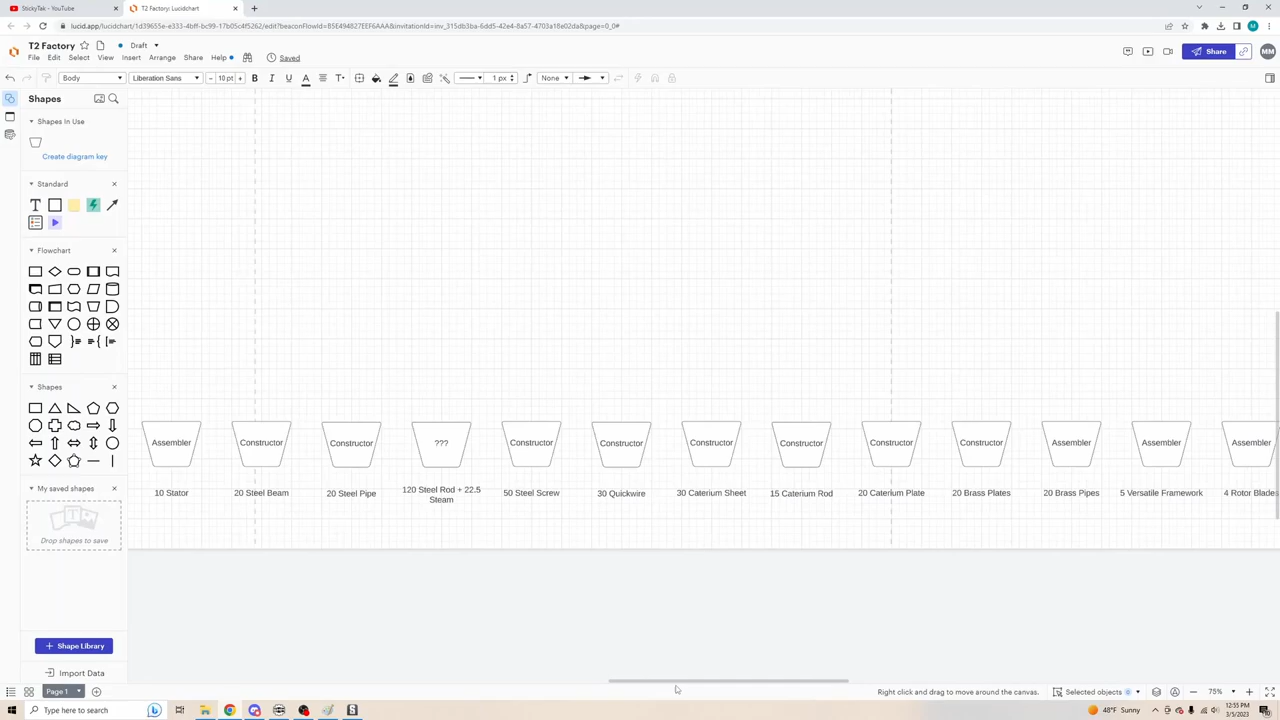 StickyTak - YouTube
T2 Factory: Lucidchart
lucid.app/lucidchart/1d39655e-e333-4bff-bc99-17b05c4f5262/edit?beaconFlowId=B5E494827EEF6AAA&invitationId=inv_315db3ba-6dd5-42e4-8a57-4703a18e02da&page=0_0#
M
T2 Factory
Draft
File Edit Select View Insert Arrange Share Help Saved
Share
MM
Body Liberation Sans 10 pt B I U A T 1 px None
Shapes
Shapes In Use
Create diagram key
Standard
T
Flowchart
Shapes
My saved shapes
Drop shapes to save
+ Shape Library
Import Data
Assembler Constructor Constructor ??? Constructor Constructor Constructor Constructor Constructor Constructor Assembler Assembler Assembler
10 Stator 20 Steel Beam 20 Steel Pipe 120 Steel Rod + 22.5 50 Steel Screw 30 Quickwire 30 Caterium Sheet 15 Caterium Rod 20 Caterium Plate 20 Brass Plates 20 Brass Pipes 5 Versatile Framework 4 Rotor Blades
Steam
Page 1
Right click and drag to move around the canvas. Selected objects 75%
Type here to search
48°F Sunny
12:35 PM
3/5/2023